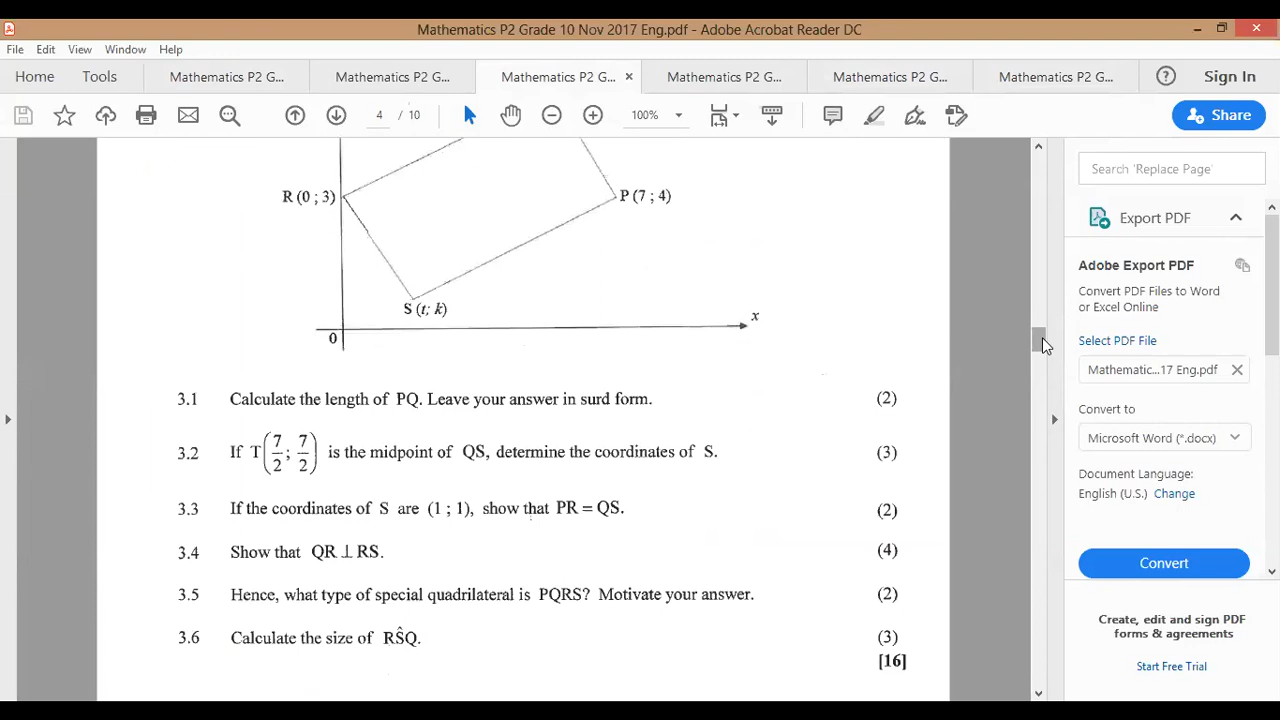 Mathematics P2 Grade 10 Nov 2017 Eng.pdf - Adobe Acrobat Reader DC
File Edit View Window Help
Home Tools Mathematics P2 G... Mathematics P2 G... Mathematics P2 G... × Mathematics P2 G... Mathematics P2 G... Mathematics P2 G... Sign In
4 / 10 100% Share
R (0 ; 3)
P (7 ; 4)
S (t; k)
x
0
3.1 Calculate the length of PQ. Leave your answer in surd form. (2)
3.2 If T(7/2 ; 7/2) is the midpoint of QS, determine the coordinates of S. (3)
3.3 If the coordinates of S are (1 ; 1), show that PR = QS. (2)
3.4 Show that QR ⊥ RS. (4)
3.5 Hence, what type of special quadrilateral is PQRS? Motivate your answer. (2)
3.6 Calculate the size of RŜQ. (3)
[16]
Search 'Replace Page'
Export PDF
Adobe Export PDF
Convert PDF Files to Word
or Excel Online
Select PDF File
Mathematic...17 Eng.pdf
Convert to
Microsoft Word (*.docx)
Document Language:
English (U.S.) Change
Convert
Create, edit and sign PDF
forms & agreements
Start Free Trial